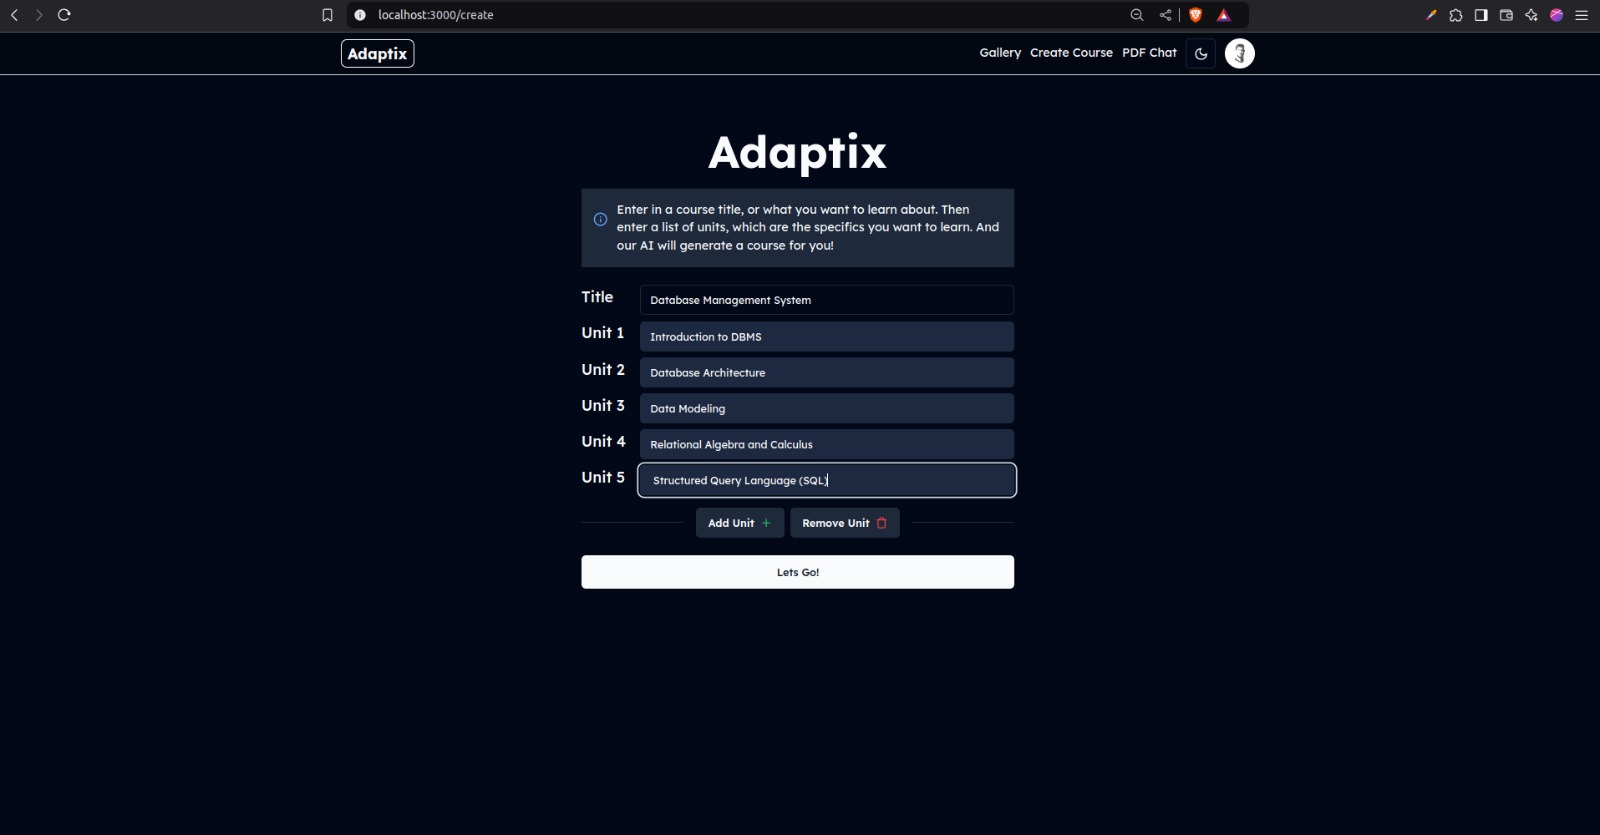 localhost:3000/create
Adaptix
Gallery Create Course PDF Chat
Adaptix
Enter in a course title, or what you want to learn about. Then
enter a list of units, which are the specifics you want to learn. And
our AI will generate a course for you!
Title Database Management System
Unit 1 Introduction to DBMS
Unit 2 Database Architecture
Unit 3 Data Modeling
Unit 4 Relational Algebra and Calculus
Unit 5 Structured Query Language (SQL)
Add Unit Remove Unit
Lets Go!